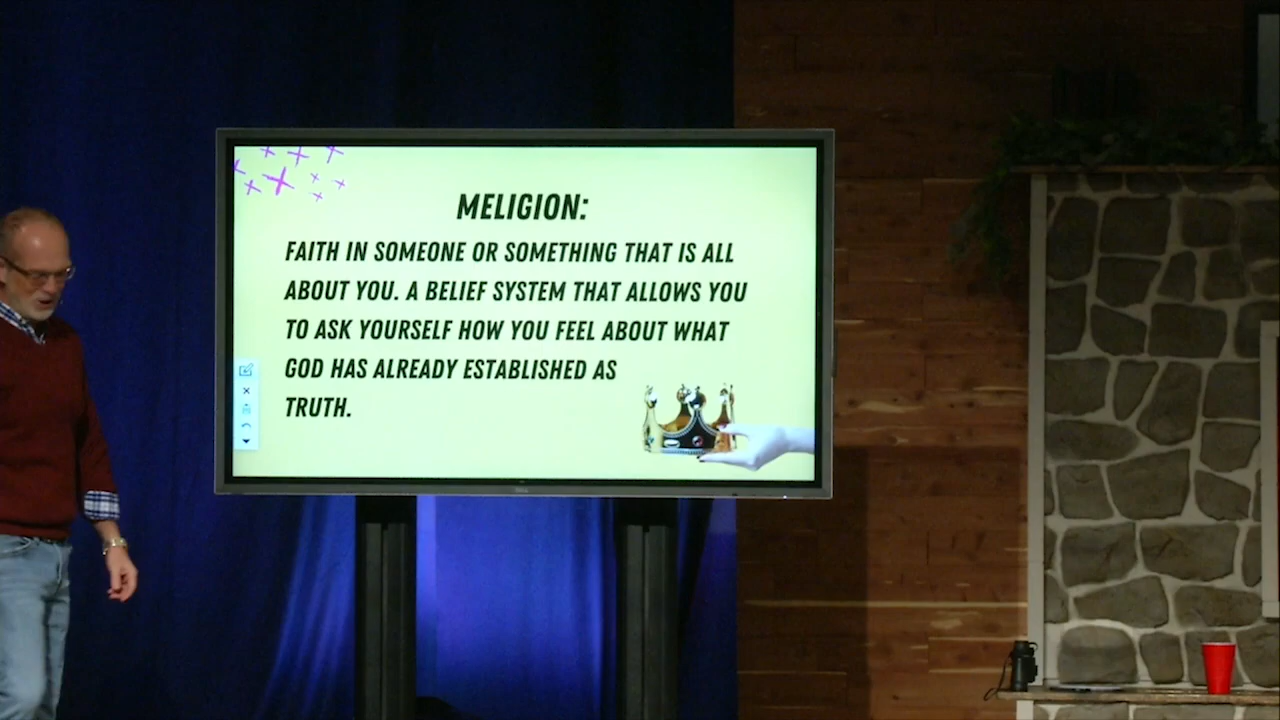 MELIGION:
FAITH IN SOMEONE OR SOMETHING THAT IS ALL
ABOUT YOU. A BELIEF SYSTEM THAT ALLOWS YOU
TO ASK YOURSELF HOW YOU FEEL ABOUT WHAT
GOD HAS ALREADY ESTABLISHED AS
TRUTH.